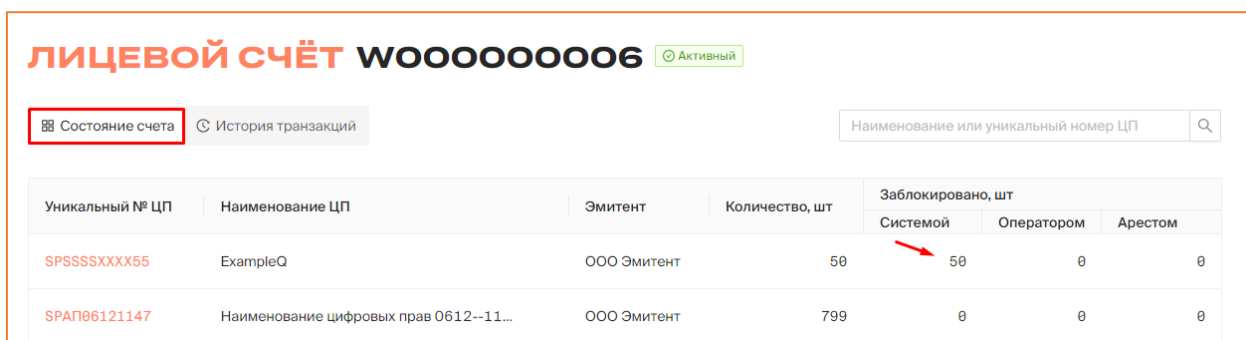 ЛИЦЕВОЙ СЧЁТ W000000006 Активный
Состояние счета История транзакций Наименование или уникальный номер ЦП
Уникальный № ЦП Наименование ЦП Эмитент Количество, шт Заблокировано, шт
Системой Оператором Арестом
SPSSSSXXXX55 ExampleQ ООО Эмитент 50 50 0 0
SPАП06121147 Наименование цифровых прав 0612--11... ООО Эмитент 799 0 0 0